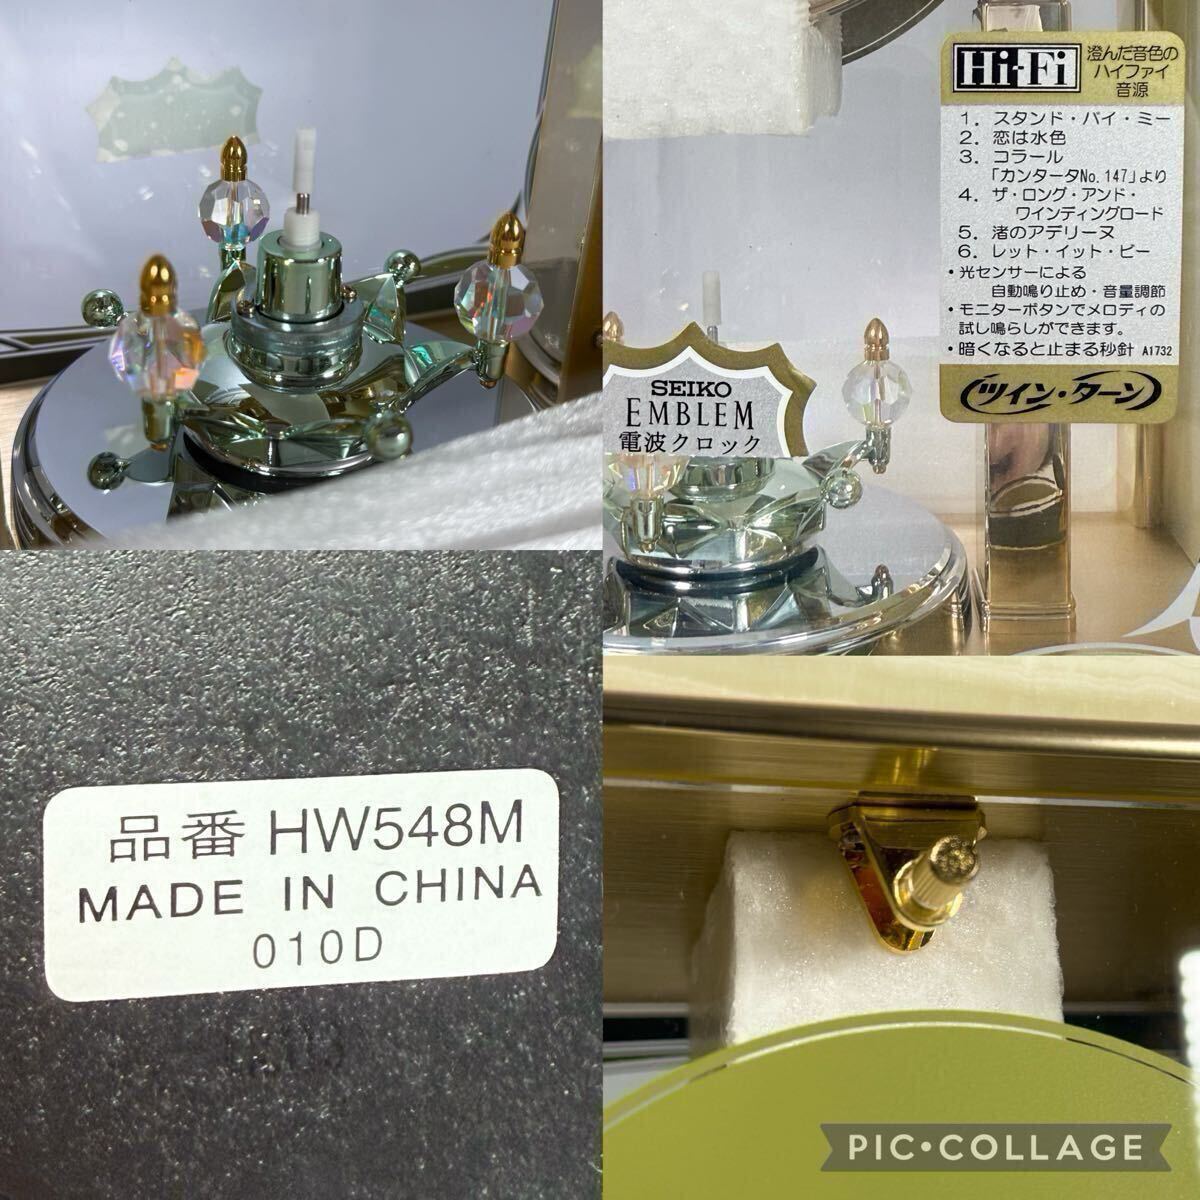 Hi-Fi
澄んだ音色の
ハイファイ
音源
1. スタンド・バイ・ミー
2. 恋は水色
3. コラール
「カンタータNo.147」より
4. ザ・ロング・アンド・
ワインディングロード
5. 渚のアデリーヌ
6. レット・イット・ビー
・光センサーによる
自動鳴り止め・音量調節
・モニターボタンでメロディの
試し鳴らしができます。
・暗くなると止まる秒針 A1732
ツイン・ターン
SEIKO
EMBLEM
電波クロック
品番 HW548M
MADE IN CHINA
010D
PIC•COLLAGE